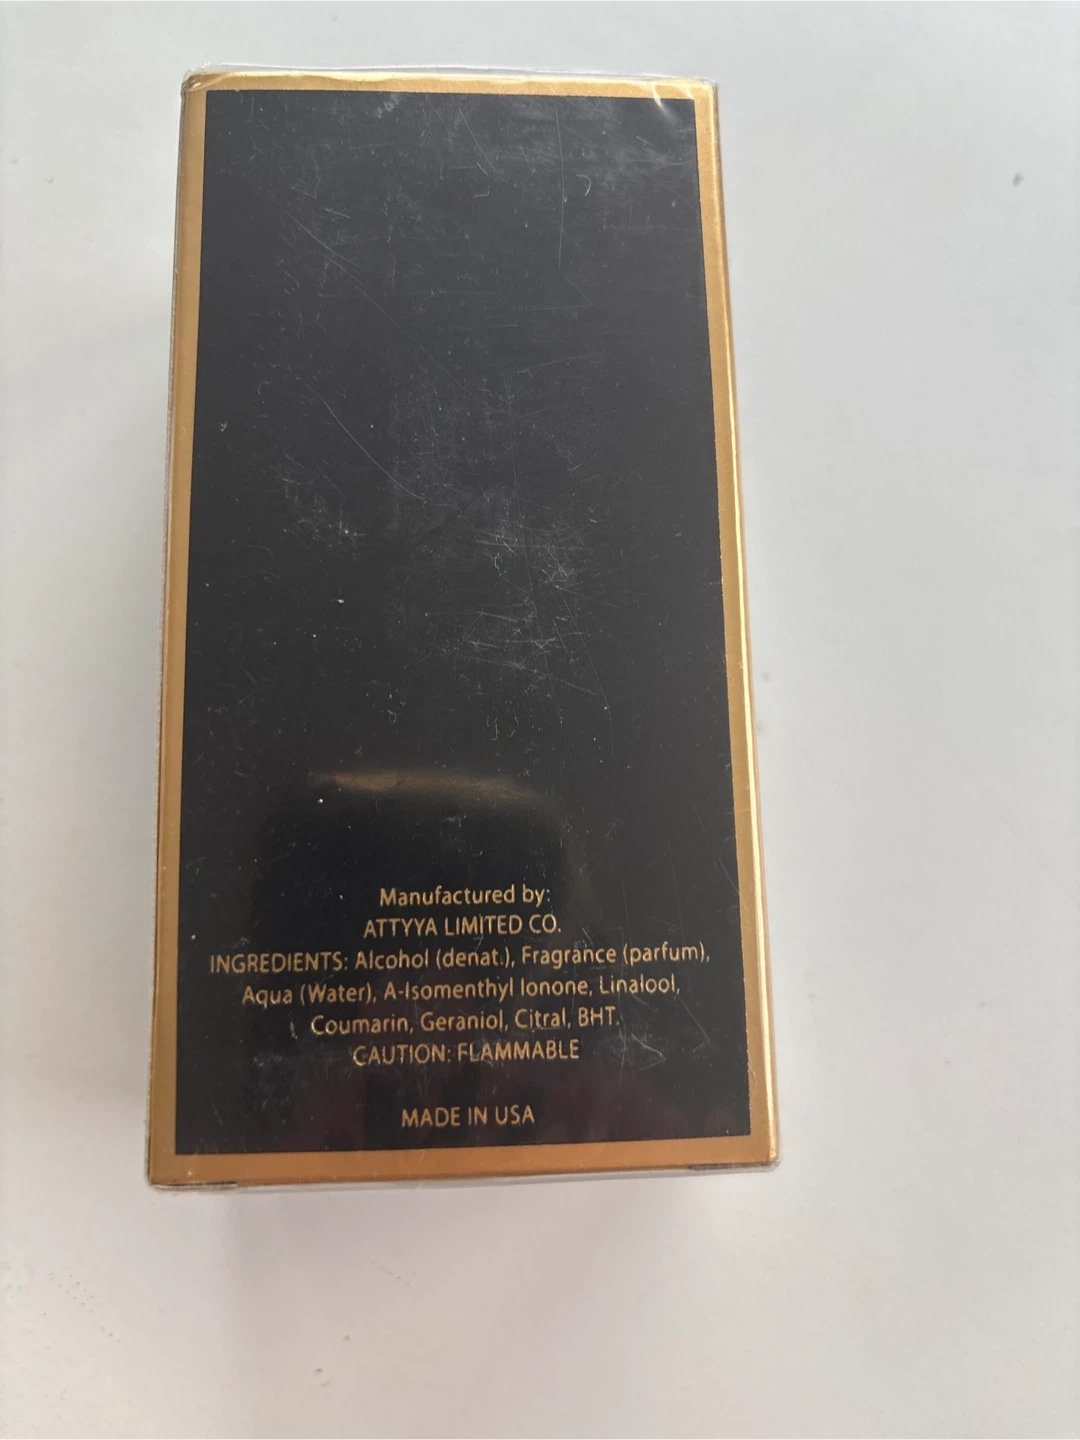 Manufactured by:
ATTYYA LIMITED CO.
INGREDIENTS: Alcohol (denat.), Fragrance (parfum),
Aqua (Water), A-Isomenthyl Ionone, Linalool,
Coumarin, Geraniol, Citral, BHT.
CAUTION: FLAMMABLE
MADE IN USA